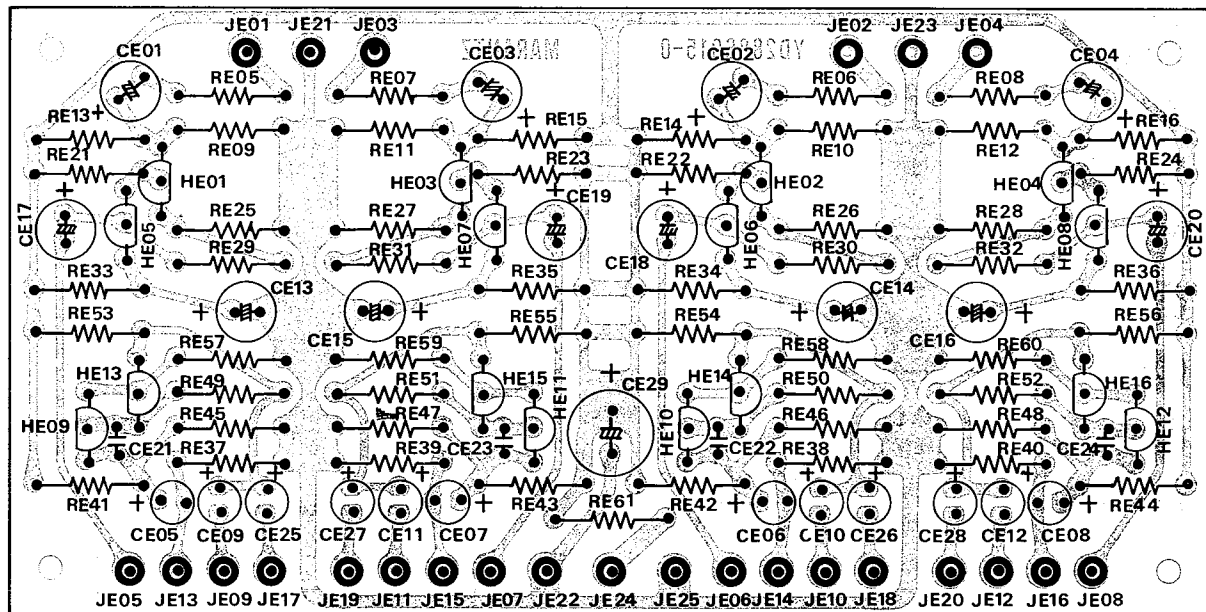 JE01 JE21 JE03 JE02 JE23 JE04
CE01 CE03 MARANTZ CE02 YD2866015-0 CE04
RE05 RE07 RE06 RE08
RE13 RE09 RE11 RE15 RE14 RE10 RE12 RE16
RE21 RE23 RE22 RE24
HE01 HE03 HE02 HE04
CE17 HE05 RE25 RE27 HE07 CE19 CE18 HE06 RE26 RE28 HE08 CE20
RE29 RE31 RE30 RE32
RE33 RE35 RE34 RE36
CE13 CE14
RE53 RE55 RE54 RE56
RE57 CE15 RE59 RE58 CE16 RE60
HE13 RE49 RE51 HE15 HE11 CE29 HE14 RE50 RE52 HE16
HE09 RE45 RE47 HE10 RE46 RE48 HE12
CE21 RE37 RE39 CE23 CE22 RE38 RE40 CE24
RE41 RE43 RE61 RE42 RE44
CE05 CE09 CE25 CE27 CE11 CE07 CE06 CE10 CE26 CE28 CE12 CE08
JE05 JE13 JE09 JE17 JE19 JE11 JE15 JE07 JE22 JE24 JE25 JE06 JE14 JE10 JE18 JE20 JE12 JE16 JE08